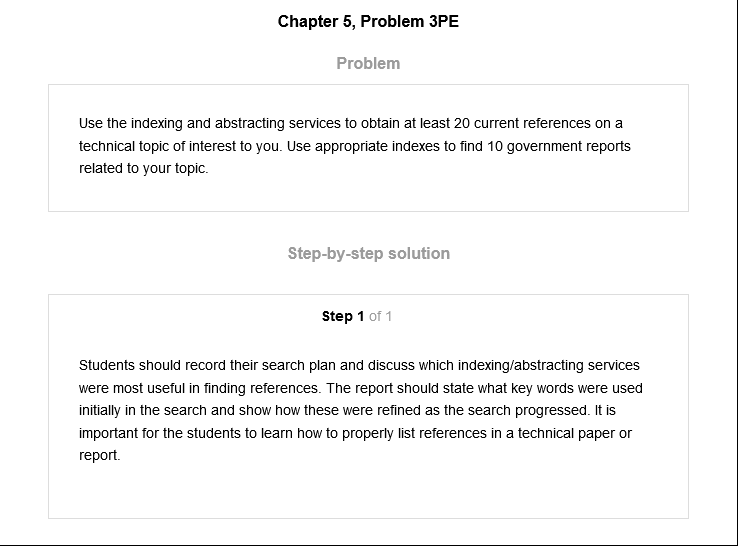 Chapter 5, Problem 3PE
Problem
Use the indexing and abstracting services to obtain at least 20 current references on a
technical topic of interest to you. Use appropriate indexes to find 10 government reports
related to your topic.
Step-by-step solution
Step 1 of 1
Students should record their search plan and discuss which indexing/abstracting services
were most useful in finding references. The report should state what key words were used
initially in the search and show how these were refined as the search progressed. It is
important for the students to learn how to properly list references in a technical paper or
report.